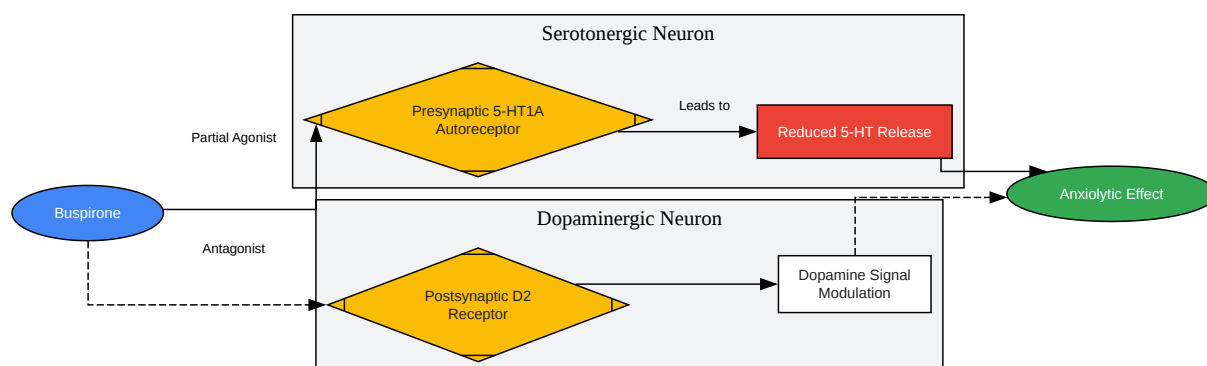 Serotonergic Neuron
Presynaptic 5-HT1A
Autoreceptor
Leads to
Reduced 5-HT Release
Partial Agonist
Anxiolytic Effect
Buspirone
Antagonist
Dopaminergic Neuron
Postsynaptic D2
Receptor
Dopamine Signal
Modulation